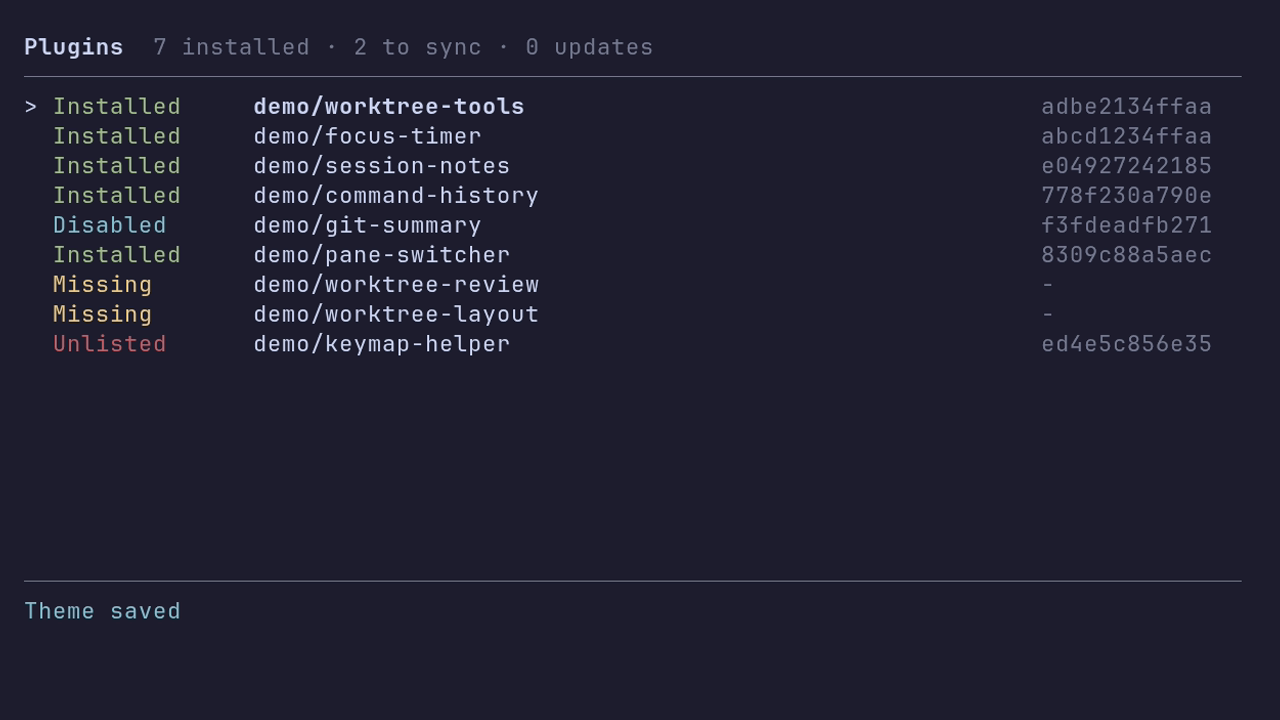 Plugins 7 installed · 2 to sync · 0 updates
> Installed demo/worktree-tools adbe2134ffaa
Installed demo/focus-timer abcd1234ffaa
Installed demo/session-notes e04927242185
Installed demo/command-history 778f230a790e
Disabled demo/git-summary f3fdeadfb271
Installed demo/pane-switcher 8309c88a5aec
Missing demo/worktree-review -
Missing demo/worktree-layout -
Unlisted demo/keymap-helper ed4e5c856e35
Theme saved